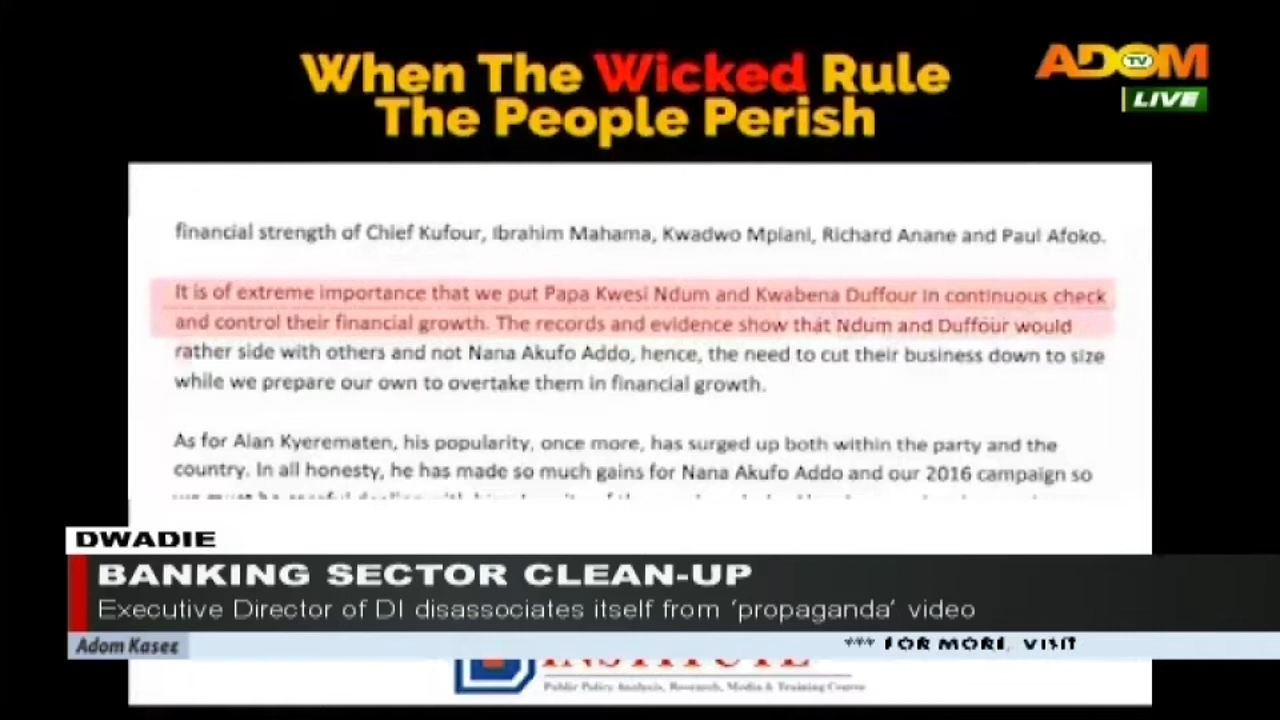 When The Wicked Rule
The People Perish
ADOM TV
LIVE
financial strength of Chief Kufour, Ibrahim Mahama, Kwadwo Mpiani, Richard Anane and Paul Afoko.
It is of extreme importance that we put Papa Kwesi Ndum and Kwabena Duffour in continuous check
and control their financial growth. The records and evidence show that Ndum and Duffour would
rather side with others and not Nana Akufo Addo, hence, the need to cut their business down to size
while we prepare our own to overtake them in financial growth.
As for Alan Kyerematen, his popularity, once more, has surged up both within the party and the
country. In all honesty, he has made so much gains for Nana Akufo Addo and our 2016 campaign so
DWADIE
BANKING SECTOR CLEAN-UP
Executive Director of DI disassociates itself from ‘propaganda’ video
Adom Kasee
*** FOR MORE, VISIT
INSTITUTE
Public Policy Analysis, Research, Media & Training Centre